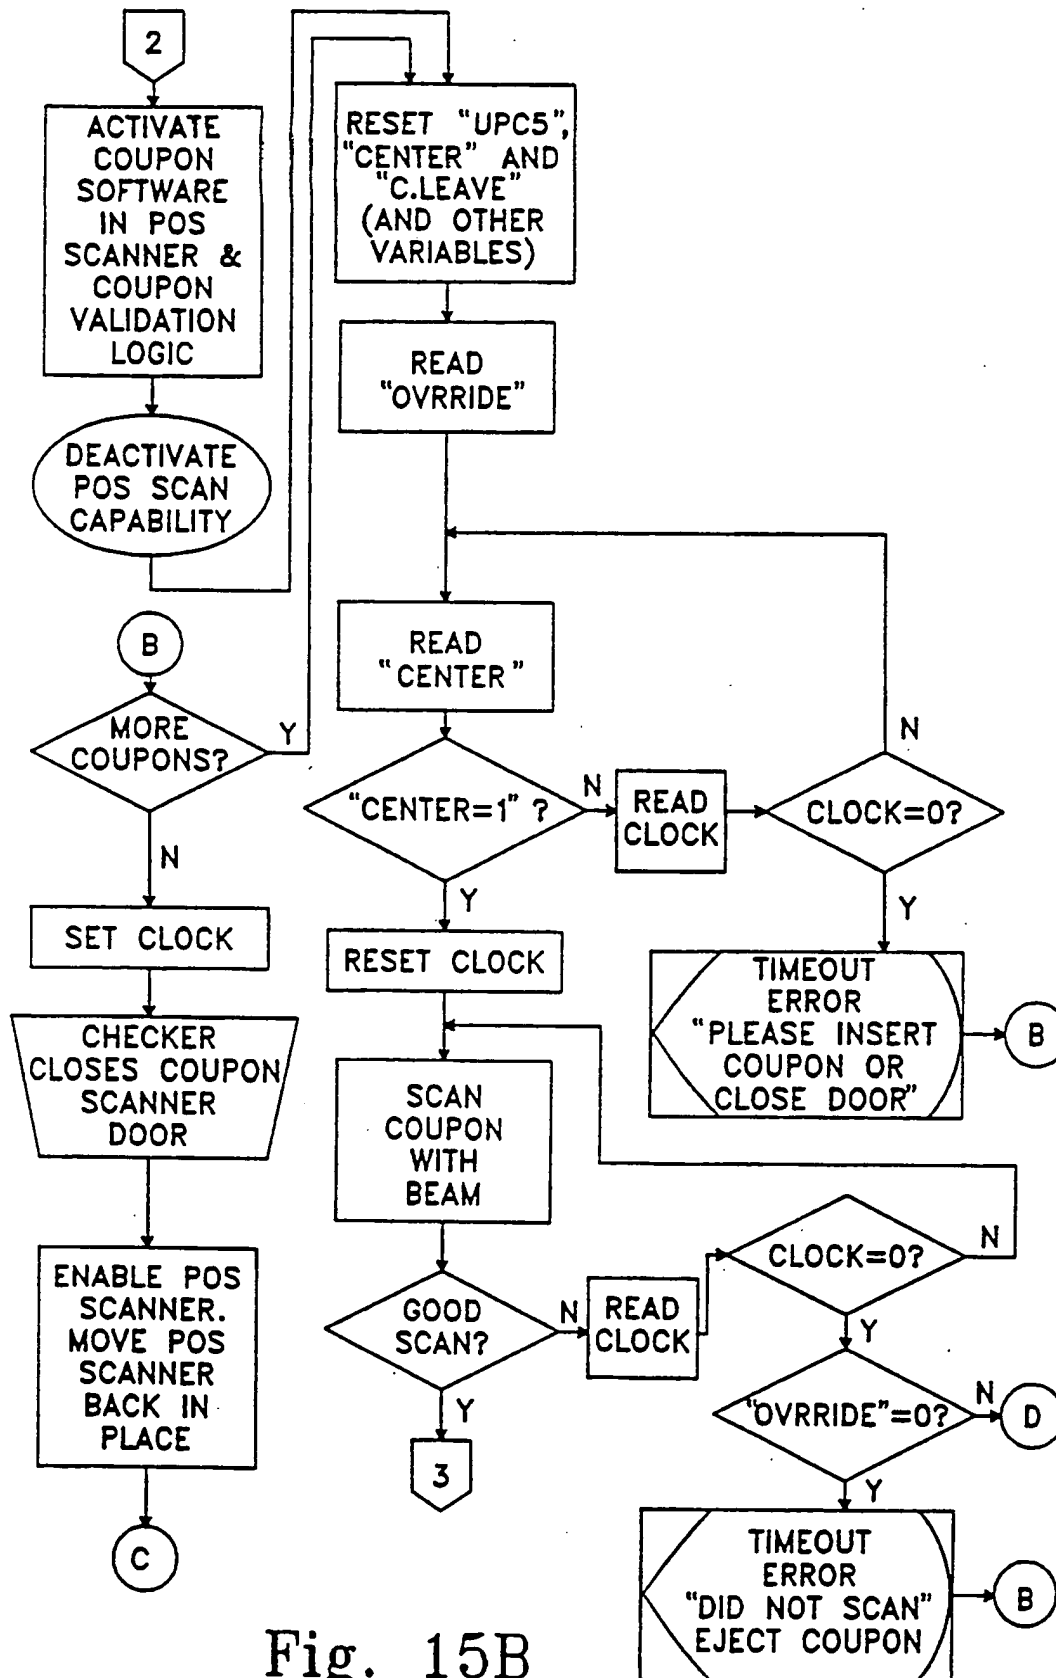 2
ACTIVATE
COUPON
SOFTWARE
IN POS
SCANNER &
COUPON
VALIDATION
LOGIC
DEACTIVATE
POS SCAN
CAPABILITY
B
MORE
COUPONS?
Y
N
SET CLOCK
CHECKER
CLOSES COUPON
SCANNER
DOOR
ENABLE POS
SCANNER.
MOVE POS
SCANNER
BACK IN
PLACE
C
RESET "UPC5",
"CENTER" AND
"C.LEAVE"
(AND OTHER
VARIABLES)
READ
"OVRRIDE"
READ
"CENTER"
"CENTER=1" ?
N
Y
READ
CLOCK
CLOCK=0?
N
Y
TIMEOUT
ERROR
"PLEASE INSERT
COUPON OR
CLOSE DOOR"
B
RESET CLOCK
SCAN
COUPON
WITH
BEAM
GOOD
SCAN?
N
Y
3
READ
CLOCK
CLOCK=0?
N
Y
"OVRRIDE"=0?
N
D
Y
TIMEOUT
ERROR
"DID NOT SCAN"
EJECT COUPON
B
Fig. 15B